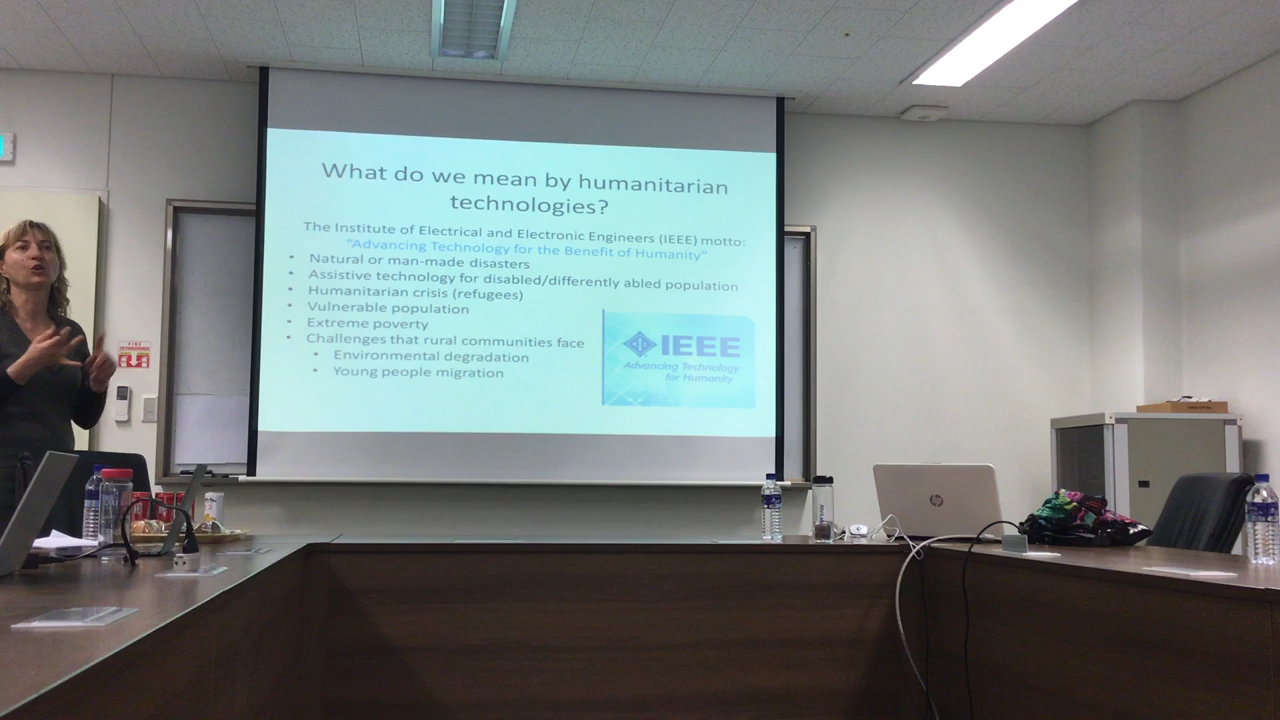 What do we mean by humanitarian
technologies?
The Institute of Electrical and Electronic Engineers (IEEE) motto:
"Advancing Technology for the Benefit of Humanity"
• Natural or man-made disasters
• Assistive technology for disabled/differently abled population
• Humanitarian crisis (refugees)
• Vulnerable population
• Extreme poverty
• Challenges that rural communities face
• Environmental degradation
• Young people migration
IEEE
Advancing Technology
for Humanity
FIRE
EXTINGUISHER
hp